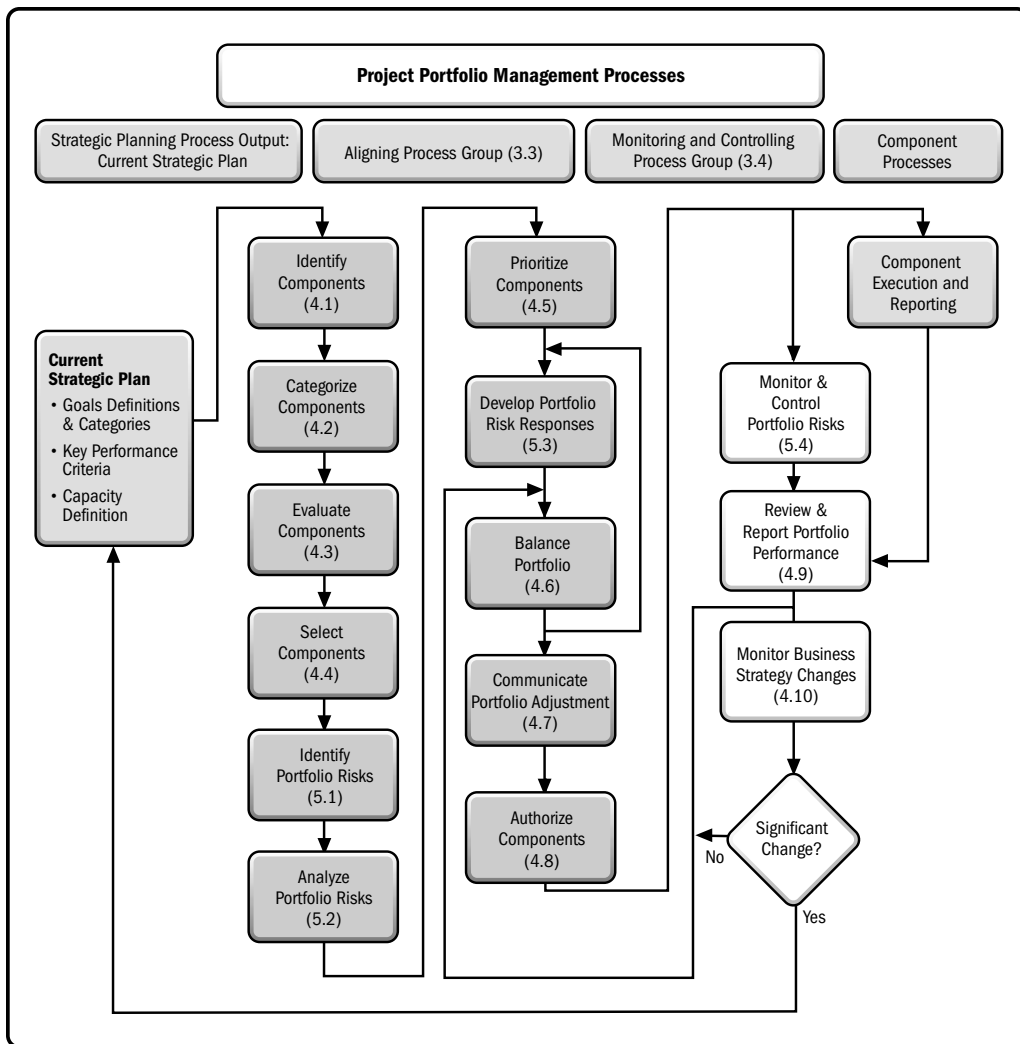 Project Portfolio Management Processes
Strategic Planning Process Output:
Current Strategic Plan
Aligning Process Group (3.3)
Monitoring and Controlling
Process Group (3.4)
Component
Processes
Current
Strategic Plan
• Goals Definitions
& Categories
• Key Performance
Criteria
• Capacity
Definition
Identify
Components
(4.1)
Categorize
Components
(4.2)
Evaluate
Components
(4.3)
Select
Components
(4.4)
Identify
Portfolio Risks
(5.1)
Analyze
Portfolio Risks
(5.2)
Prioritize
Components
(4.5)
Develop Portfolio
Risk Responses
(5.3)
Balance
Portfolio
(4.6)
Communicate
Portfolio Adjustment
(4.7)
Authorize
Components
(4.8)
Component
Execution and
Reporting
Monitor &
Control
Portfolio Risks
(5.4)
Review &
Report Portfolio
Performance
(4.9)
Monitor Business
Strategy Changes
(4.10)
Significant
Change?
No
Yes